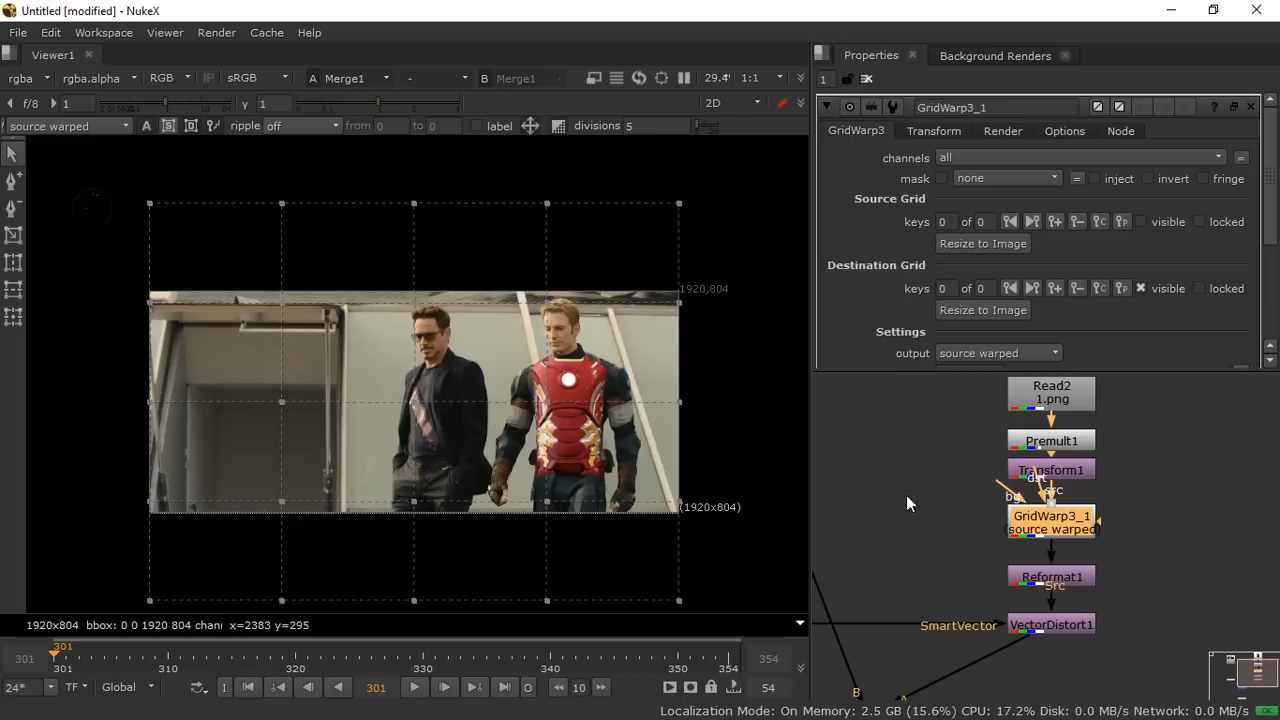 Untitled [modified] - NukeX
File Edit Workspace Viewer Render Cache Help
Viewer1
Properties
Background Renders
rgba rgba.alpha RGB IP sRGB A Merge1 - B Merge1 1:1
1
f/8 1 γ 1 2D
GridWarp3_1
source warped A ripple off from 0 to 0 label divisions 5
GridWarp3 Transform Render Options Node
channels all =
mask none = inject invert fringe
Source Grid
keys 0 of 0 visible locked
Resize to Image
Destination Grid
keys 0 of 0 visible locked
Resize to Image
Settings
output source warped
1920,804
(1920x804)
Read2
1.png
Premult1
Transform1
dst
src
bg
GridWarp3_1
(source warped)
Reformat1
Src
SmartVector
VectorDistort1
B
A
1920x804 bbox: 0 0 1920 804 x=2383 y=295
301
301 301 310 320 330 340 350 354 354
24* TF Global I 301 O 10 54
Localization Mode: On Memory: 2.5 GB (15.6%) CPU: 17.2% Disk: 0.0 MB/s Network: 0.0 MB/s